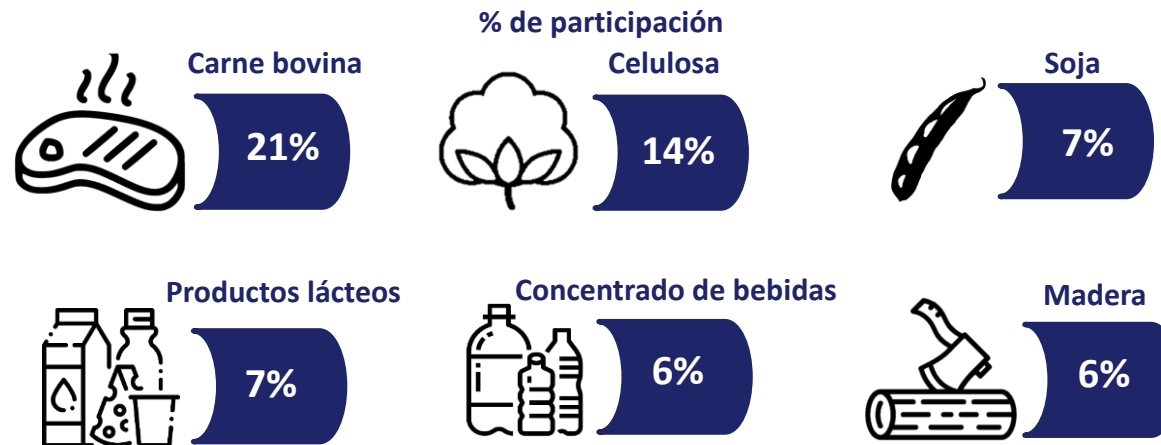 % de participación
Carne bovina
21%
Celulosa
14%
Soja
7%
Productos lácteos
7%
Concentrado de bebidas
6%
Madera
6%